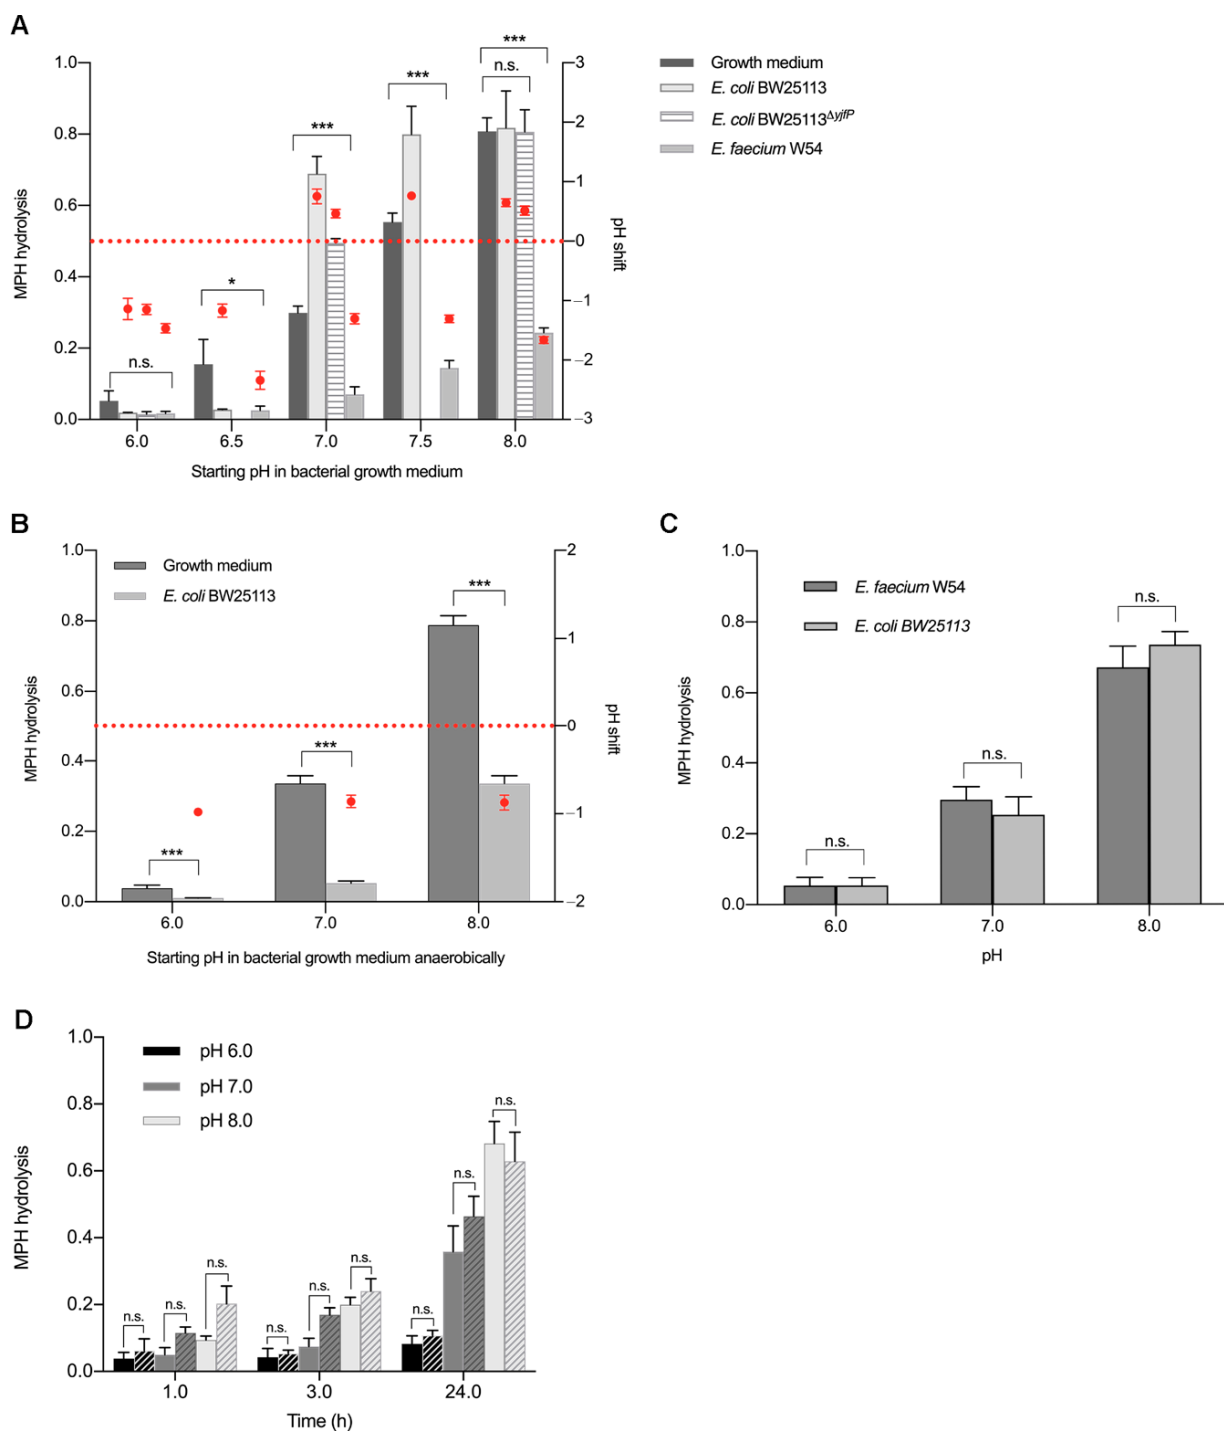 A
MPH hydrolysis
1.0
0.8
0.6
0.4
0.2
0.0
n.s.
*
***
***
***
n.s.
3
2
1
0
−1
−2
−3
pH shift
6.0 6.5 7.0 7.5 8.0
Starting pH in bacterial growth medium
Growth medium
E. coli BW25113
E. coli BW25113ΔyjfP
E. faecium W54
B
MPH hydrolysis
1.0
0.8
0.6
0.4
0.2
0.0
Growth medium
E. coli BW25113
***
***
***
2
1
0
−1
−2
pH shift
6.0 7.0 8.0
Starting pH in bacterial growth medium anaerobically
C
MPH hydrolysis
1.0
0.8
0.6
0.4
0.2
0.0
E. faecium W54
E. coli BW25113
n.s.
n.s.
n.s.
6.0 7.0 8.0
pH
D
MPH hydrolysis
1.0
0.8
0.6
0.4
0.2
0.0
pH 6.0
pH 7.0
pH 8.0
n.s.
n.s.
n.s.
n.s.
n.s.
n.s.
n.s.
n.s.
n.s.
1.0 3.0 24.0
Time (h)